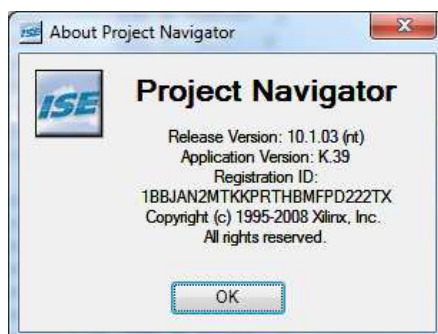 About Project Navigator
ISE
Project Navigator
Release Version: 10.1.03 (nt)
Application Version: K.39
Registration ID:
1BBJAN2MTKKPRTHBMFPD222TX
Copyright (c) 1995-2008 Xilinx, Inc.
All rights reserved.
OK